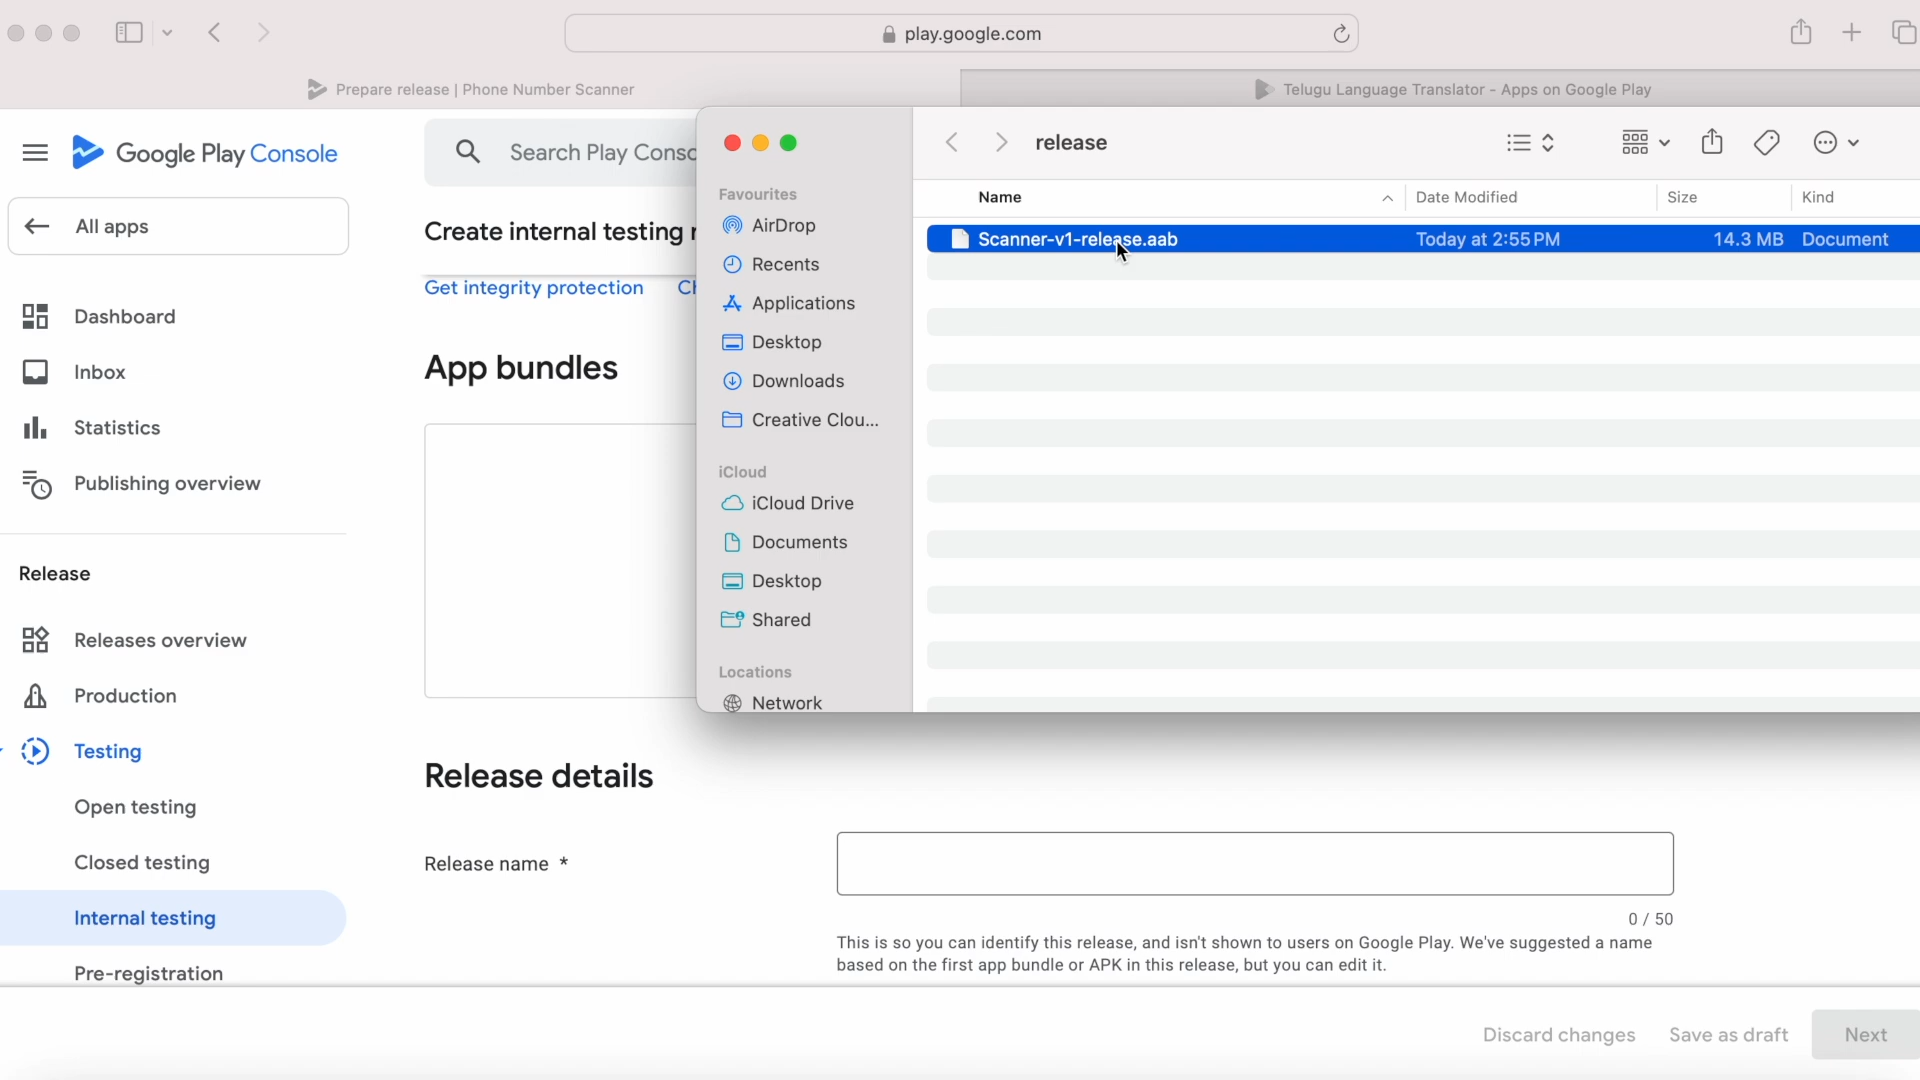 play.google.com
Prepare release | Phone Number Scanner
Telugu Language Translator - Apps on Google Play
Google Play Console
Search Play Conso
All apps
Create internal testing r
Get integrity protection
Ch
Dashboard
Inbox
Statistics
Publishing overview
Release
Releases overview
Production
Testing
Open testing
Closed testing
Internal testing
Pre-registration
App bundles
release
Favourites
AirDrop
Recents
Applications
Desktop
Downloads
Creative Clou...
iCloud
iCloud Drive
Documents
Desktop
Shared
Locations
Network
Name Date Modified Size Kind
Scanner-v1-release.aab Today at 2:55 PM 14.3 MB Document
Release details
Release name *
0 / 50
This is so you can identify this release, and isn't shown to users on Google Play. We've suggested a name
based on the first app bundle or APK in this release, but you can edit it.
Discard changes Save as draft Next